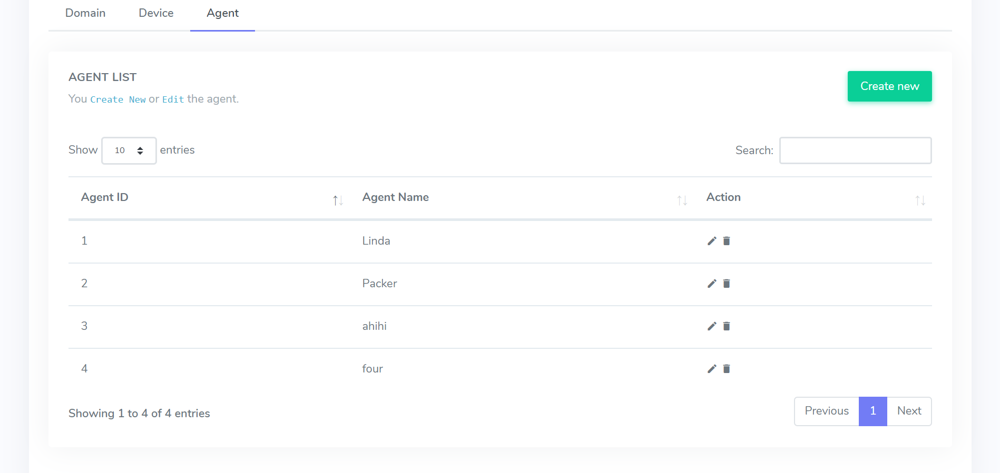 Domain Device Agent
AGENT LIST
Create new
You Create New or Edit the agent.
Show 10 entries
Search:
Agent ID Agent Name Action
1 Linda
2 Packer
3 ahihi
4 four
Showing 1 to 4 of 4 entries
Previous 1 Next